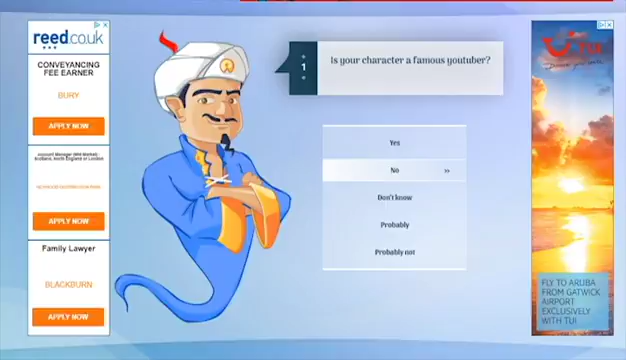 reed.co.uk
CONVEYANCING
FEE EARNER
BURY
APPLY NOW
APPLY NOW
Family Lawyer
BLACKBURN
APPLY NOW
1
Is your character a famous youtuber?
Yes
No
Don't know
Probably
Probably not
TUI
FLY TO ARUBA
FROM GATWICK
AIRPORT
EXCLUSIVELY
WITH TUI